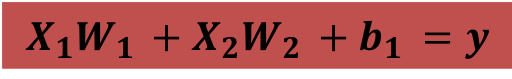 X₁W₁ + X₂W₂ + b₁ = y